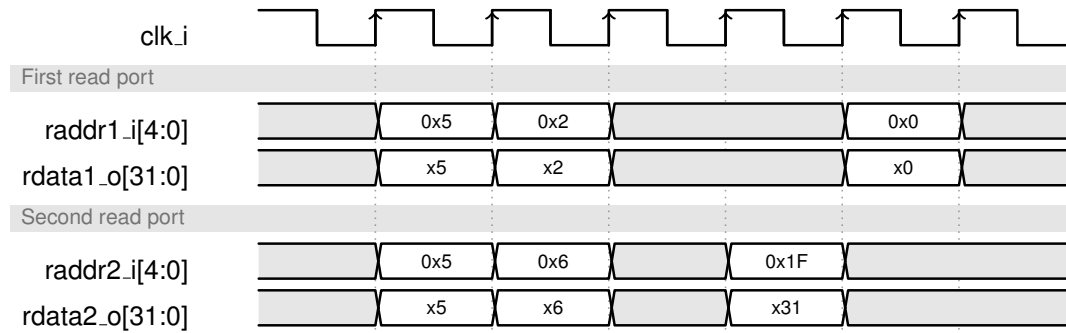 clk_i
First read port
raddr1_i[4:0] 0x5 0x2 0x0
rdata1_o[31:0] x5 x2 x0
Second read port
raddr2_i[4:0] 0x5 0x6 0x1F
rdata2_o[31:0] x5 x6 x31